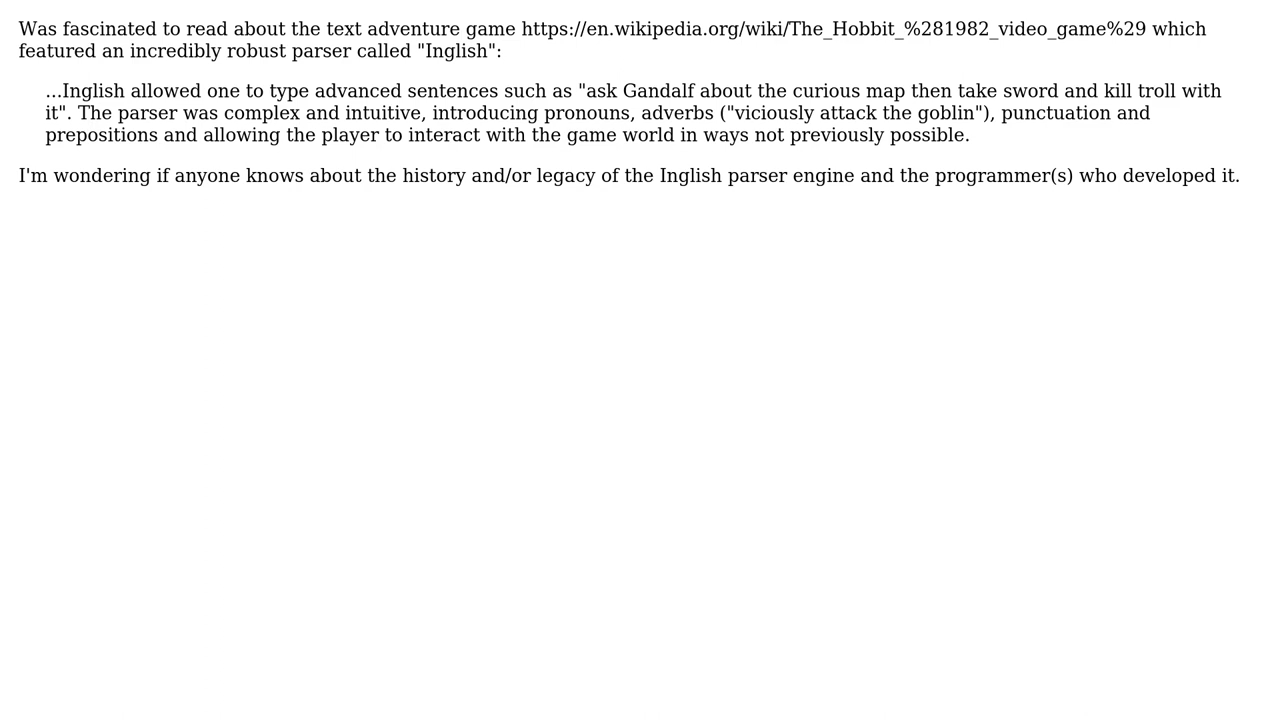 Was fascinated to read about the text adventure game https://en.wikipedia.org/wiki/The_Hobbit_%281982_video_game%29 which
featured an incredibly robust parser called "Inglish":
...Inglish allowed one to type advanced sentences such as "ask Gandalf about the curious map then take sword and kill troll with
it". The parser was complex and intuitive, introducing pronouns, adverbs ("viciously attack the goblin"), punctuation and
prepositions and allowing the player to interact with the game world in ways not previously possible.
I'm wondering if anyone knows about the history and/or legacy of the Inglish parser engine and the programmer(s) who developed it.